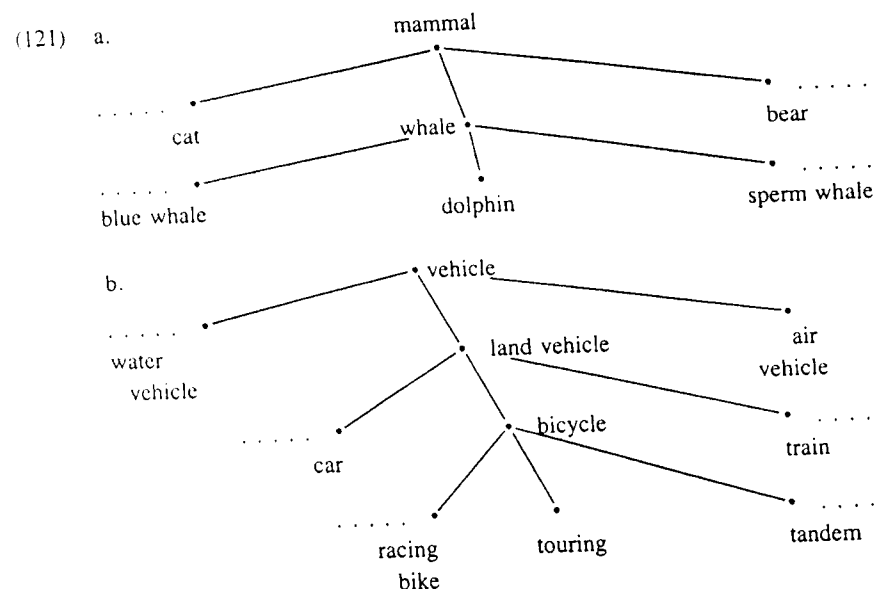 (121) a. mammal
cat
whale
bear
blue whale
dolphin
sperm whale
b. vehicle
water
vehicle
land vehicle
air
vehicle
car
bicycle
train
racing
bike
touring
tandem